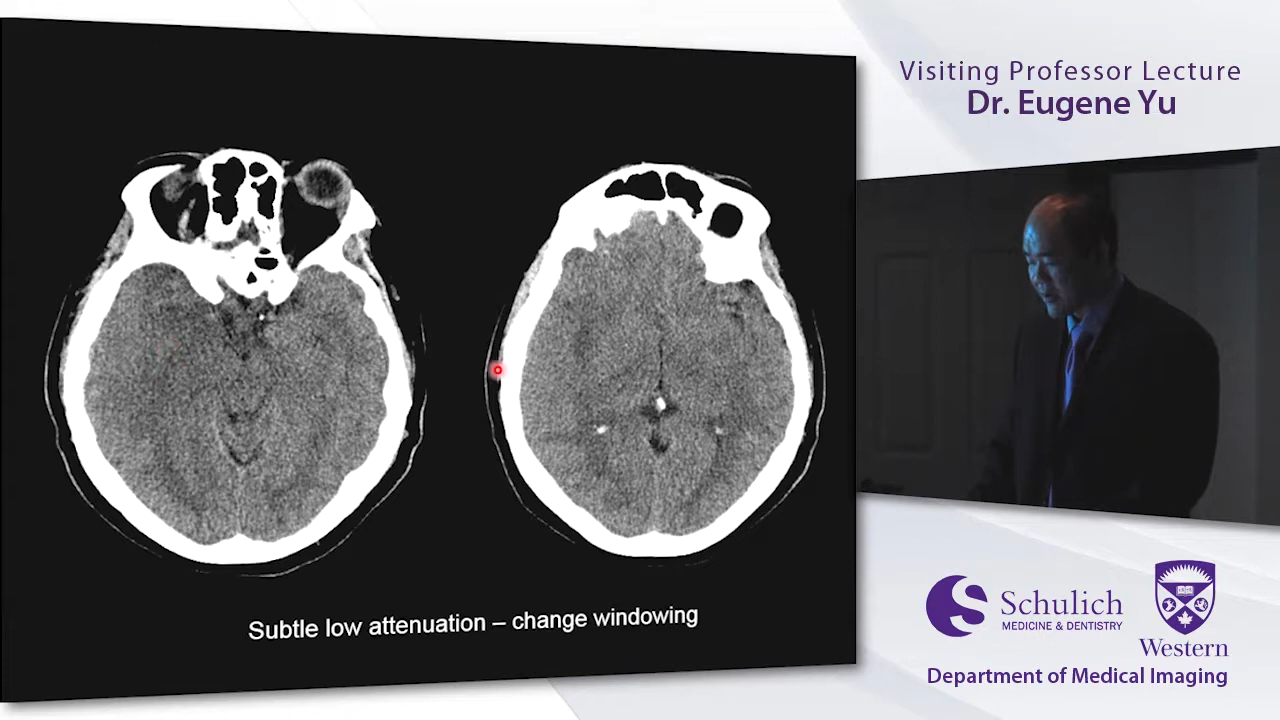 Visiting Professor Lecture
Dr. Eugene Yu
Subtle low attenuation – change windowing
Schulich
MEDICINE & DENTISTRY
Western
Department of Medical Imaging